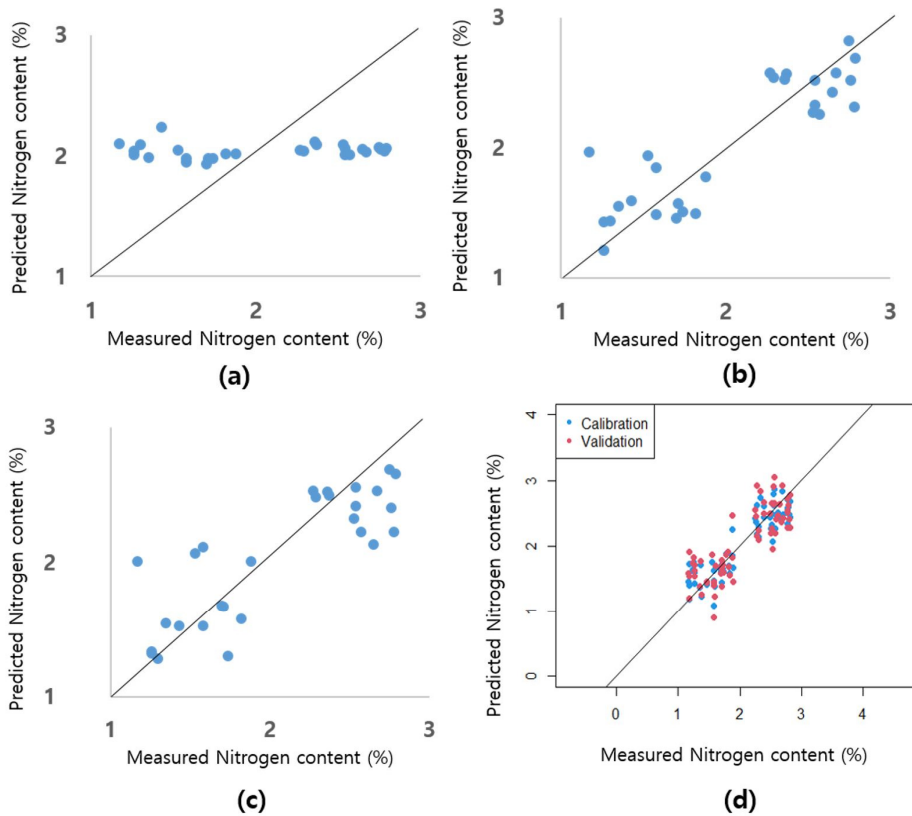 3
2
1
Predicted Nitrogen content (%)
1
2
3
Measured Nitrogen content (%)
(a)
3
2
1
Predicted Nitrogen content (%)
1
2
3
Measured Nitrogen content (%)
(b)
3
2
1
Predicted Nitrogen content (%)
1
2
3
Measured Nitrogen content (%)
(c)
Calibration
Validation
4
3
2
1
0
Predicted Nitrogen content (%)
0
1
2
3
4
Measured Nitrogen content (%)
(d)